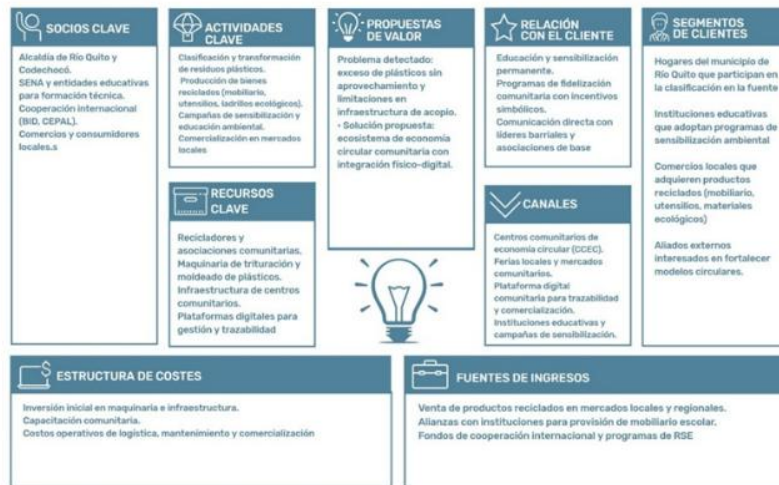 SOCIOS CLAVE
Alcaldía de Río Quito y
Codechocó.
SENA y entidades educativas
para formación técnica.
Cooperación internacional
(BID, CEPAL).
Comercios y consumidores
locales.s
ACTIVIDADES
CLAVE
Clasificación y transformación
de residuos plásticos.
Producción de bienes
reciclados (mobiliario,
utensilios, ladrillos ecológicos).
Campañas de sensibilización y
educación ambiental.
Comercialización en mercados
locales
RECURSOS
CLAVE
Recicladores y
asociaciones comunitarias.
Maquinaria de trituración y
moldeado de plásticos.
Infraestructura de centros
comunitarios.
Plataformas digitales para
gestión y trazabilidad
PROPUESTAS
DE VALOR
Problema detectado:
exceso de plásticos sin
aprovechamiento y
limitaciones en
infraestructura de acopio.
· Solución propuesta:
ecosistema de economía
circular comunitaria con
integración físico-digital.
RELACIÓN
CON EL CLIENTE
Educación y sensibilización
permanente.
Programas de fidelización
comunitaria con incentivos
simbólicos.
Comunicación directa con
líderes barriales y
asociaciones de base
CANALES
Centros comunitarios de
economía circular (CCEC).
Ferias locales y mercados
comunitarios.
Plataforma digital
comunitaria para trazabilidad
y comercialización.
Instituciones educativas y
campañas de sensibilización.
SEGMENTOS
DE CLIENTES
Hogares del municipio de
Río Quito que participan en
la clasificación en la fuente
Instituciones educativas
que adoptan programas de
sensibilización ambiental
Comercios locales que
adquieren productos
reciclados (mobiliario,
utensilios, materiales
ecológicos)
Aliados externos
interesados en fortalecer
modelos circulares.
ESTRUCTURA DE COSTES
Inversión inicial en maquinaria e infraestructura.
Capacitación comunitaria.
Costos operativos de logística, mantenimiento y comercialización
FUENTES DE INGRESOS
Venta de productos reciclados en mercados locales y regionales.
Alianzas con instituciones para provisión de mobiliario escolar.
Fondos de cooperación internacional y programas de RSE